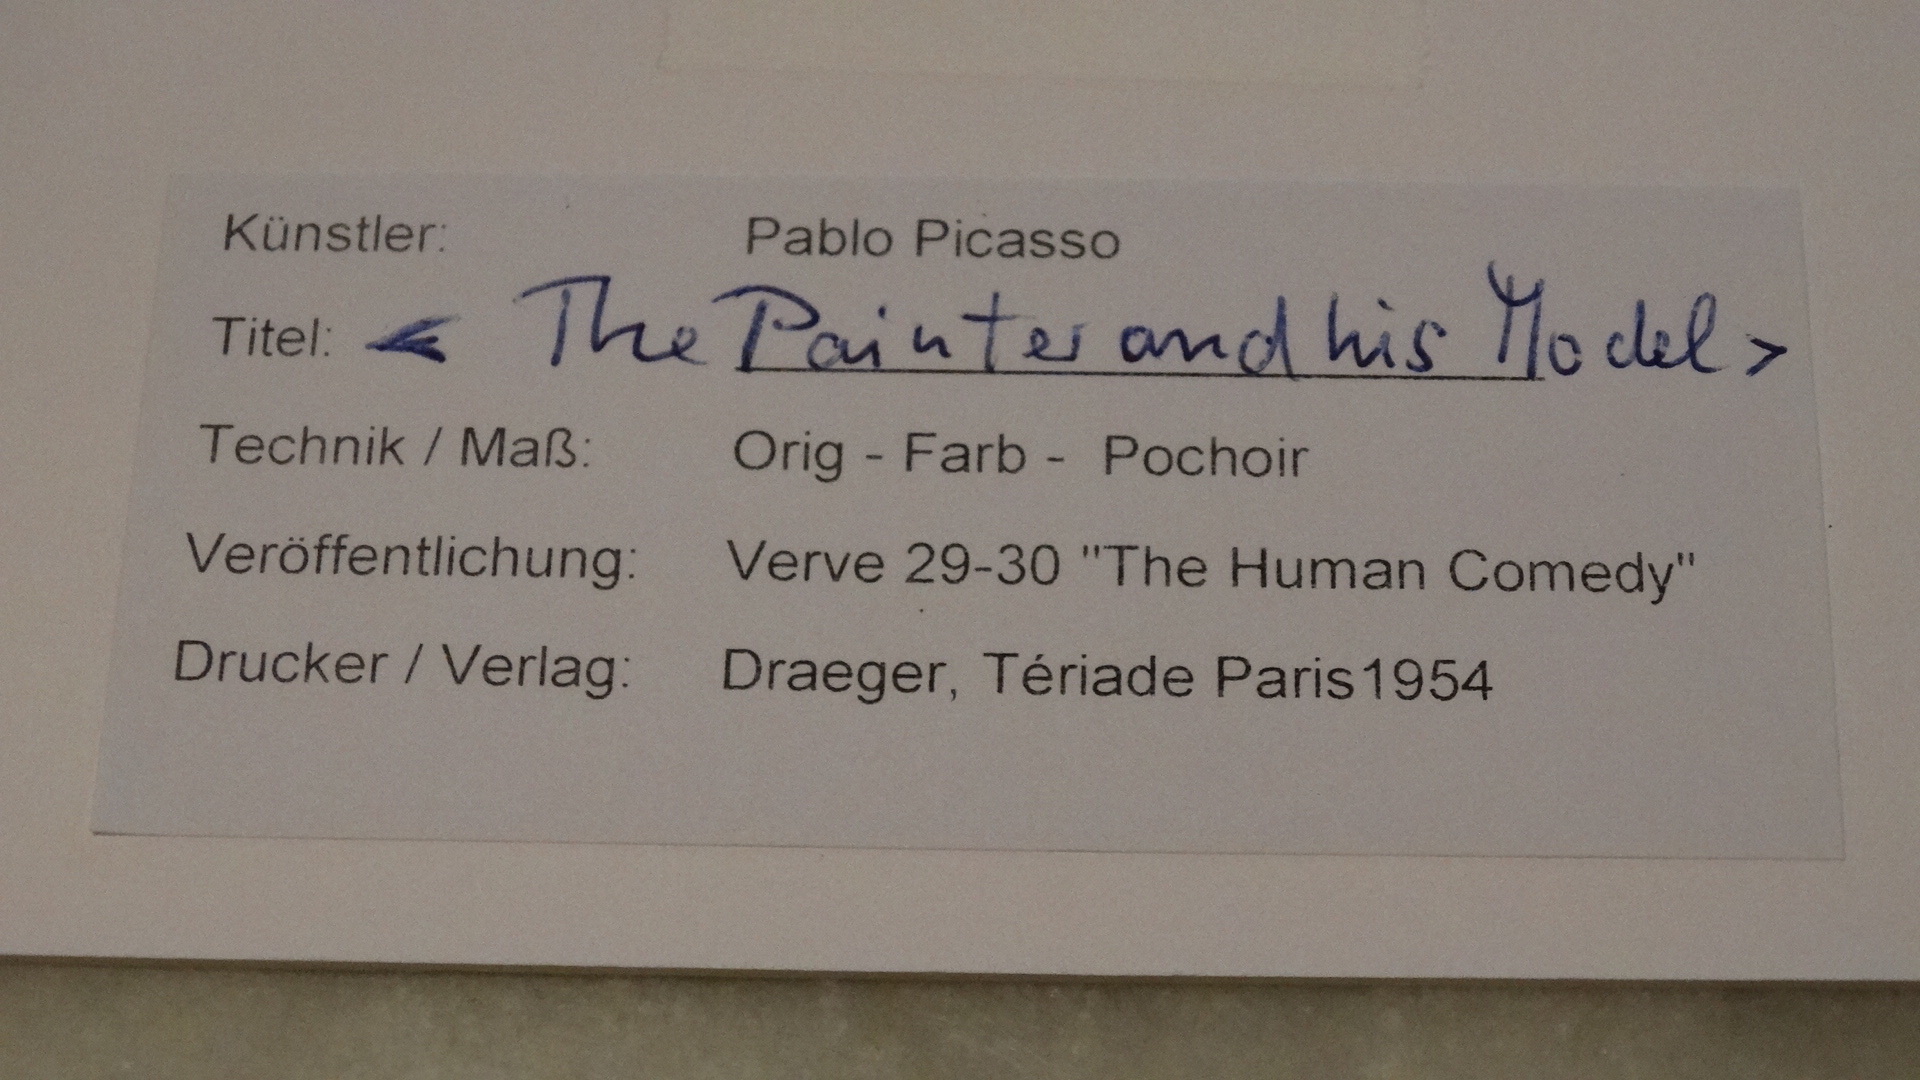 Künstler: Pablo Picasso
Titel: < The Painter and his Model >
Technik / Maß: Orig - Farb - Pochoir
Veröffentlichung: Verve 29-30 "The Human Comedy"
Drucker / Verlag: Draeger, Tériade Paris1954